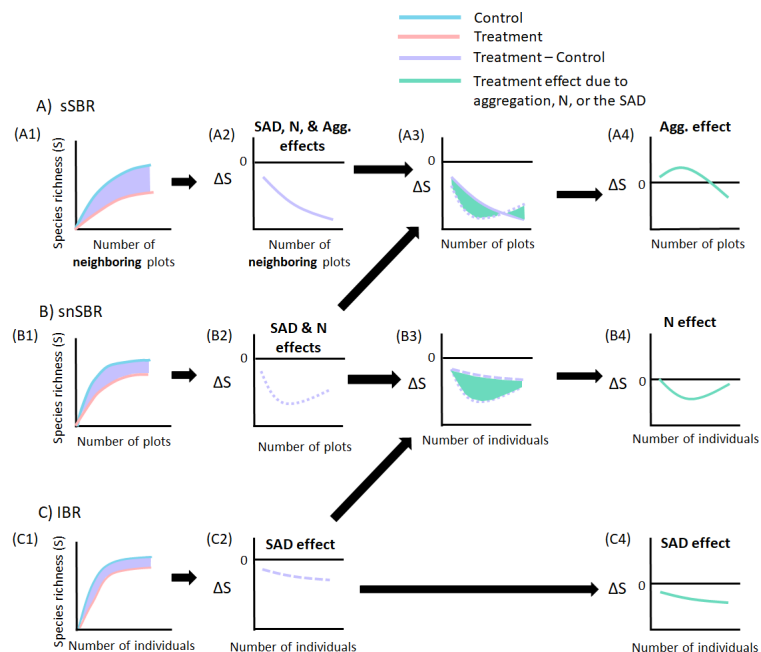 Control
Treatment
Treatment – Control
Treatment effect due to
aggregation, N, or the SAD
A) sSBR
(A1)
Species richness (S)
Number of
neighboring plots
(A2)
SAD, N, & Agg.
effects
0
ΔS
Number of
neighboring plots
(A3)
0
ΔS
Number of plots
(A4)
Agg. effect
ΔS
0
Number of plots
B) snSBR
(B1)
Species richness (S)
Number of plots
(B2)
SAD & N
effects
0
ΔS
Number of plots
(B3)
0
ΔS
Number of individuals
(B4)
N effect
0
ΔS
Number of individuals
C) IBR
(C1)
Species richness (S)
Number of individuals
(C2)
SAD effect
0
ΔS
Number of individuals
(C4)
SAD effect
0
ΔS
Number of individuals